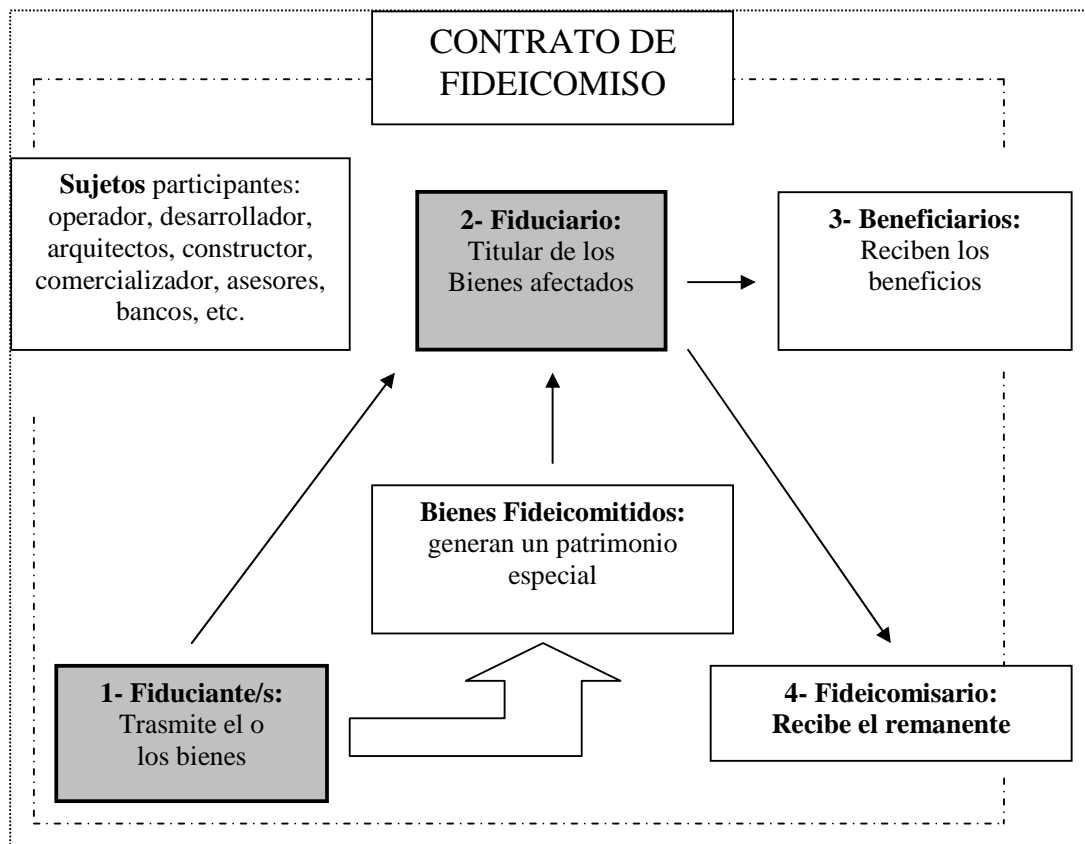 CONTRATO DE
FIDEICOMISO
Sujetos participantes:
operador, desarrollador,
arquitectos, constructor,
comercializador, asesores,
bancos, etc.
2- Fiduciario:
Titular de los
Bienes afectados
3- Beneficiarios:
Reciben los
beneficios
Bienes Fideicomitidos:
generan un patrimonio
especial
1- Fiduciante/s:
Trasmite el o
los bienes
4- Fideicomisario:
Recibe el remanente